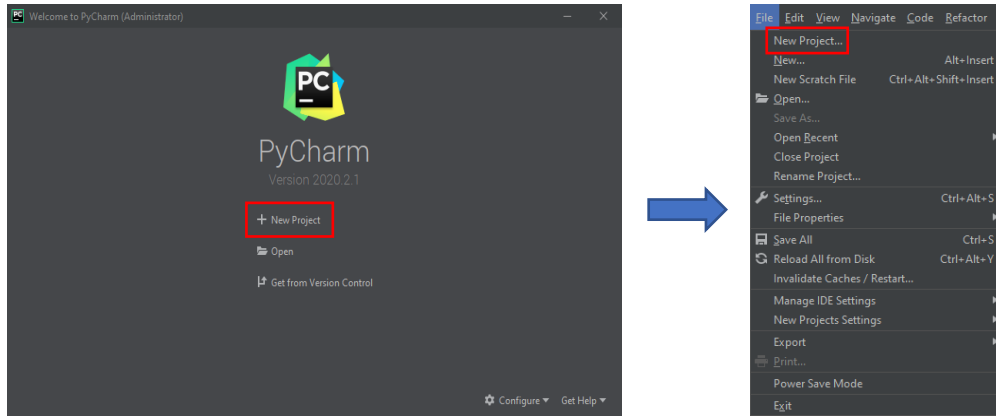 PC Welcome to PyCharm (Administrator)
PC
PyCharm
Version 2020.2.1
New Project
Open
Get from Version Control
Configure
Get Help
File Edit View Navigate Code Refactor
New Project...
New... Alt+Insert
New Scratch File Ctrl+Alt+Shift+Insert
Open...
Save As...
Open Recent
Close Project
Rename Project...
Settings... Ctrl+Alt+S
File Properties
Save All Ctrl+S
Reload All from Disk Ctrl+Alt+Y
Invalidate Caches / Restart...
Manage IDE Settings
New Projects Settings
Export
Print...
Power Save Mode
Exit